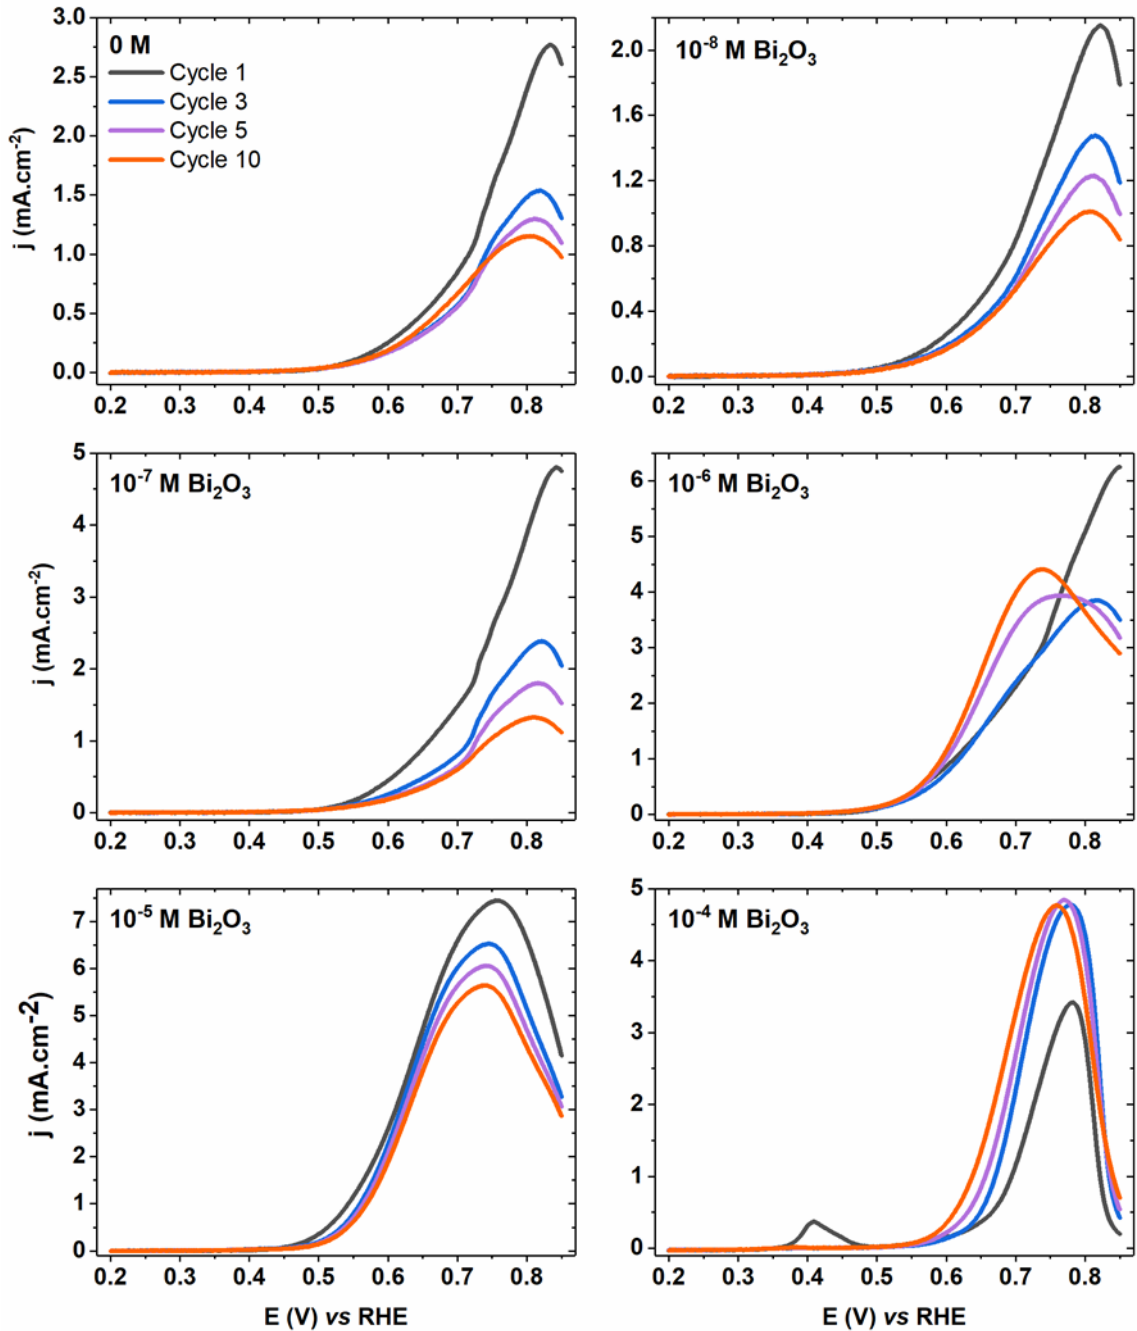 0 M
Cycle 1
Cycle 3
Cycle 5
Cycle 10
3.0
2.5
2.0
1.5
1.0
0.5
0.0
j (mA.cm⁻²)
0.2 0.3 0.4 0.5 0.6 0.7 0.8
10⁻⁸ M Bi₂O₃
2.0
1.6
1.2
0.8
0.4
0.0
0.2 0.3 0.4 0.5 0.6 0.7 0.8
10⁻⁷ M Bi₂O₃
5
4
3
2
1
0
j (mA.cm⁻²)
0.2 0.3 0.4 0.5 0.6 0.7 0.8
10⁻⁶ M Bi₂O₃
6
5
4
3
2
1
0
0.2 0.3 0.4 0.5 0.6 0.7 0.8
10⁻⁵ M Bi₂O₃
7
6
5
4
3
2
1
0
j (mA.cm⁻²)
0.2 0.3 0.4 0.5 0.6 0.7 0.8
E (V) vs RHE
10⁻⁴ M Bi₂O₃
5
4
3
2
1
0
0.2 0.3 0.4 0.5 0.6 0.7 0.8
E (V) vs RHE